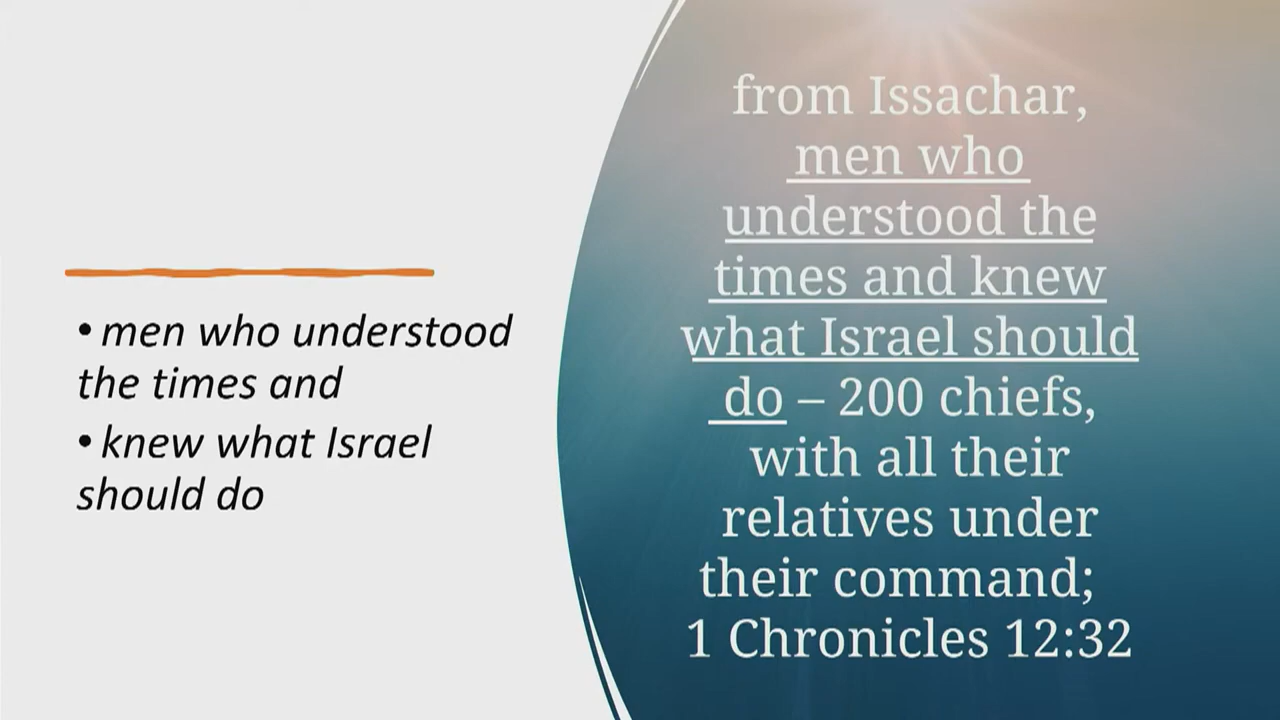 • men who understood
the times and
• knew what Israel
should do
from Issachar,
men who
understood the
times and knew
what Israel should
do – 200 chiefs,
with all their
relatives under
their command;
1 Chronicles 12:32